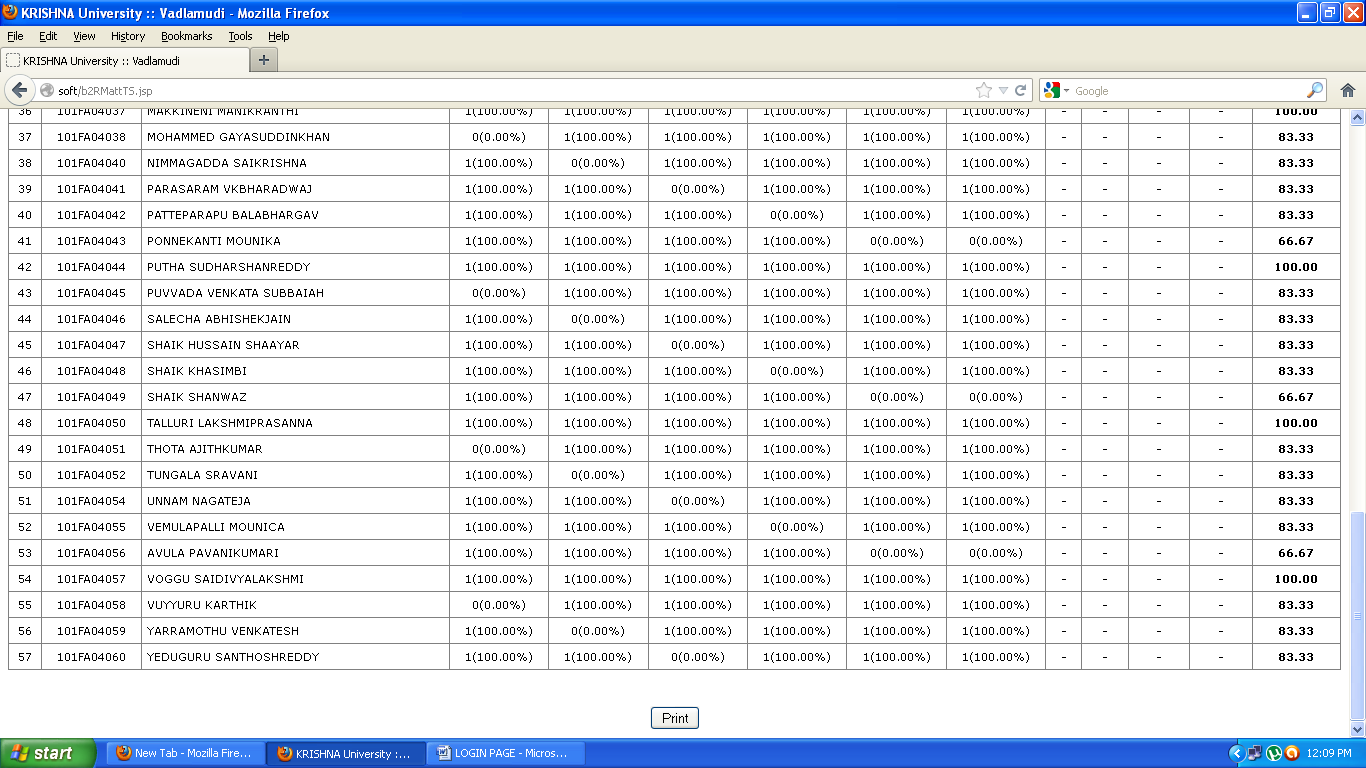 KRISHNA University :: Vadlamudi - Mozilla Firefox
File Edit View History Bookmarks Tools Help
KRISHNA University :: Vadlamudi +
soft/b2RMattTS.jsp Google
36 101FA04037 MAKKINENI MANIKRANTHI 1(100.00%) 1(100.00%) 1(100.00%) 1(100.00%) 1(100.00%) 1(100.00%) - - - - 100.00
37 101FA04038 MOHAMMED GAYASUDDINKHAN 0(0.00%) 1(100.00%) 1(100.00%) 1(100.00%) 1(100.00%) 1(100.00%) - - - - 83.33
38 101FA04040 NIMMAGADDA SAIKRISHNA 1(100.00%) 0(0.00%) 1(100.00%) 1(100.00%) 1(100.00%) 1(100.00%) - - - - 83.33
39 101FA04041 PARASARAM VKBHARADWAJ 1(100.00%) 1(100.00%) 0(0.00%) 1(100.00%) 1(100.00%) 1(100.00%) - - - - 83.33
40 101FA04042 PATTEPARAPU BALABHARGAV 1(100.00%) 1(100.00%) 1(100.00%) 0(0.00%) 1(100.00%) 1(100.00%) - - - - 83.33
41 101FA04043 PONNEKANTI MOUNIKA 1(100.00%) 1(100.00%) 1(100.00%) 1(100.00%) 0(0.00%) 0(0.00%) - - - - 66.67
42 101FA04044 PUTHA SUDHARSHANREDDY 1(100.00%) 1(100.00%) 1(100.00%) 1(100.00%) 1(100.00%) 1(100.00%) - - - - 100.00
43 101FA04045 PUVVADA VENKATA SUBBAIAH 0(0.00%) 1(100.00%) 1(100.00%) 1(100.00%) 1(100.00%) 1(100.00%) - - - - 83.33
44 101FA04046 SALECHA ABHISHEKJAIN 1(100.00%) 0(0.00%) 1(100.00%) 1(100.00%) 1(100.00%) 1(100.00%) - - - - 83.33
45 101FA04047 SHAIK HUSSAIN SHAAYAR 1(100.00%) 1(100.00%) 0(0.00%) 1(100.00%) 1(100.00%) 1(100.00%) - - - - 83.33
46 101FA04048 SHAIK KHASIMBI 1(100.00%) 1(100.00%) 1(100.00%) 0(0.00%) 1(100.00%) 1(100.00%) - - - - 83.33
47 101FA04049 SHAIK SHANWAZ 1(100.00%) 1(100.00%) 1(100.00%) 1(100.00%) 0(0.00%) 0(0.00%) - - - - 66.67
48 101FA04050 TALLURI LAKSHMIPRASANNA 1(100.00%) 1(100.00%) 1(100.00%) 1(100.00%) 1(100.00%) 1(100.00%) - - - - 100.00
49 101FA04051 THOTA AJITHKUMAR 0(0.00%) 1(100.00%) 1(100.00%) 1(100.00%) 1(100.00%) 1(100.00%) - - - - 83.33
50 101FA04052 TUNGALA SRAVANI 1(100.00%) 0(0.00%) 1(100.00%) 1(100.00%) 1(100.00%) 1(100.00%) - - - - 83.33
51 101FA04054 UNNAM NAGATEJA 1(100.00%) 1(100.00%) 0(0.00%) 1(100.00%) 1(100.00%) 1(100.00%) - - - - 83.33
52 101FA04055 VEMULAPALLI MOUNICA 1(100.00%) 1(100.00%) 1(100.00%) 0(0.00%) 1(100.00%) 1(100.00%) - - - - 83.33
53 101FA04056 AVULA PAVANIKUMARI 1(100.00%) 1(100.00%) 1(100.00%) 1(100.00%) 0(0.00%) 0(0.00%) - - - - 66.67
54 101FA04057 VOGGU SAIDIVYALAKSHMI 1(100.00%) 1(100.00%) 1(100.00%) 1(100.00%) 1(100.00%) 1(100.00%) - - - - 100.00
55 101FA04058 VUYYURU KARTHIK 0(0.00%) 1(100.00%) 1(100.00%) 1(100.00%) 1(100.00%) 1(100.00%) - - - - 83.33
56 101FA04059 YARRAMOTHU VENKATESH 1(100.00%) 0(0.00%) 1(100.00%) 1(100.00%) 1(100.00%) 1(100.00%) - - - - 83.33
57 101FA04060 YEDUGURU SANTHOSHREDDY 1(100.00%) 1(100.00%) 0(0.00%) 1(100.00%) 1(100.00%) 1(100.00%) - - - - 83.33
Print
start New Tab - Mozilla Fire... KRISHNA University :... LOGIN PAGE - Micros... 12:09 PM